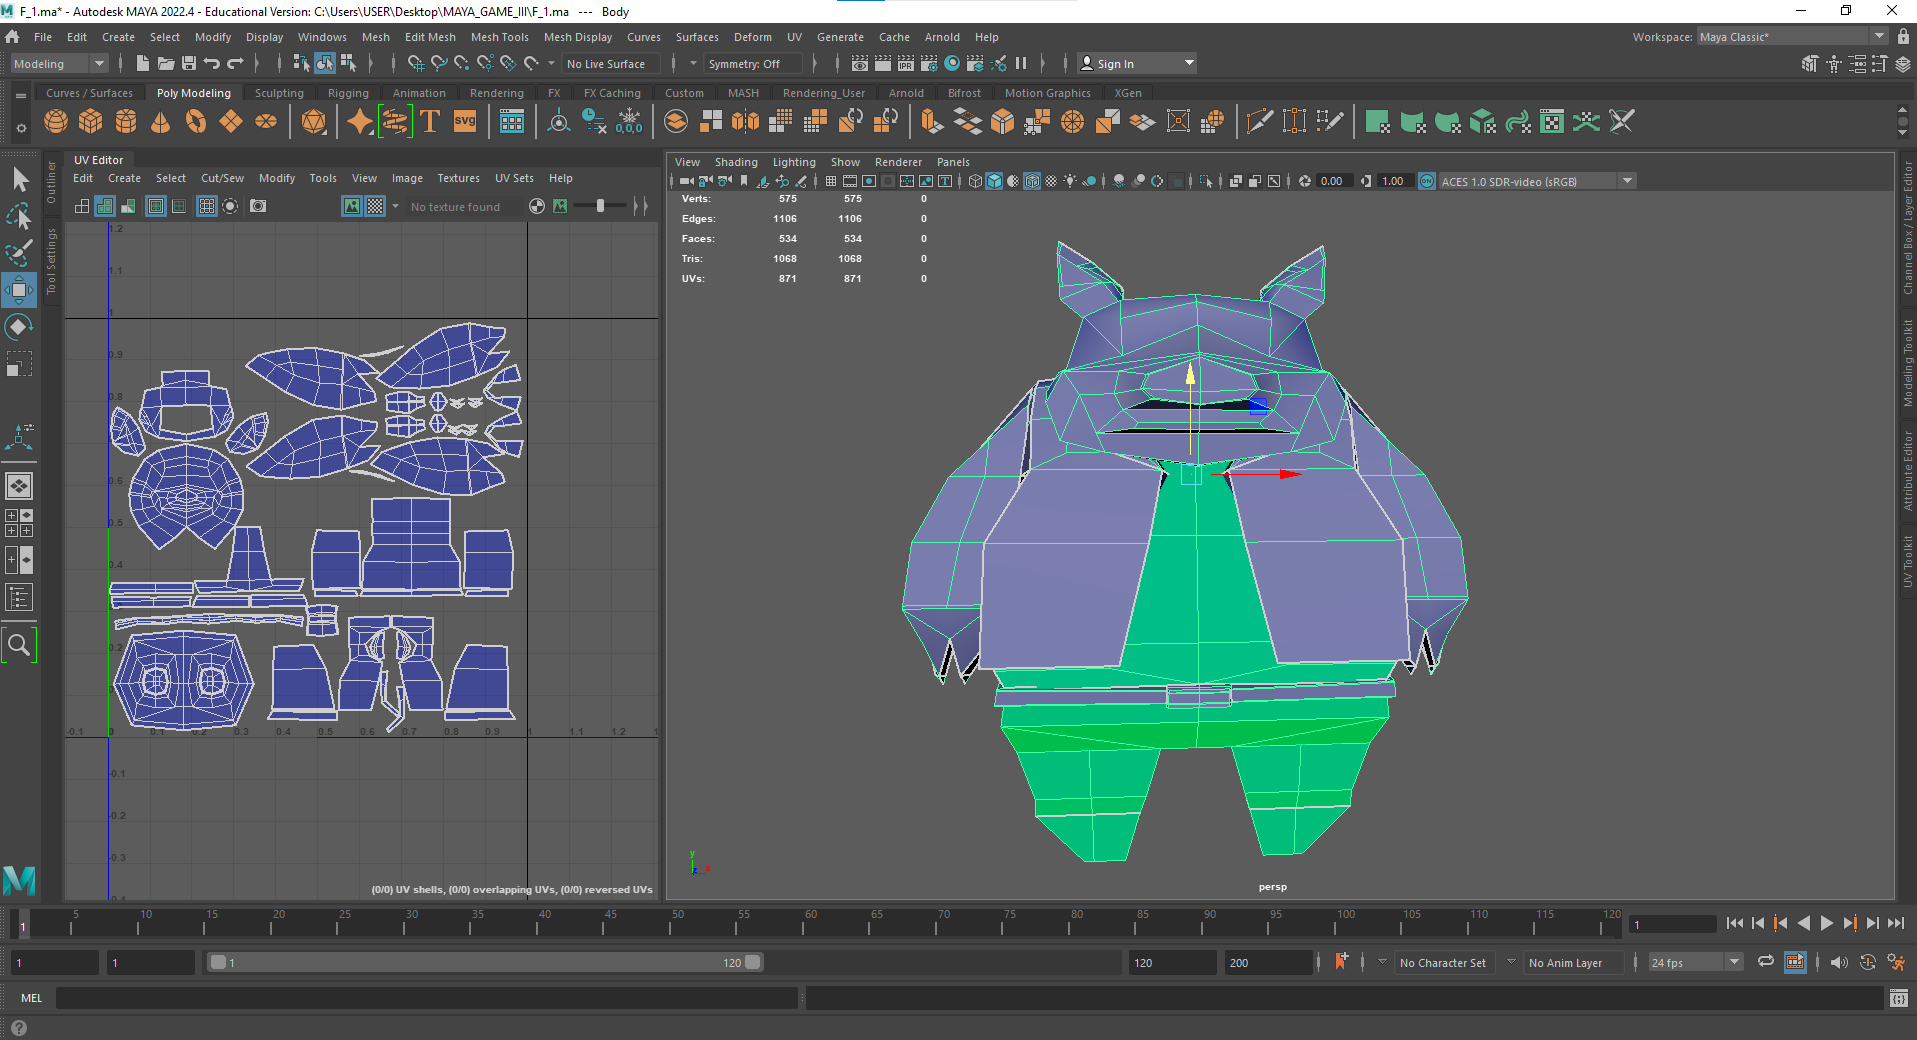 F_1.ma* - Autodesk MAYA 2022.4 - Educational Version: C:\Users\USER\Desktop\MAYA_GAME_III\F_1.ma --- Body
File Edit Create Select Modify Display Windows Mesh Edit Mesh Mesh Tools Mesh Display Curves Surfaces Deform UV Generate Cache Arnold Help
Workspace: Maya Classic*
Modeling
No Live Surface
Symmetry: Off
Sign In
Curves / Surfaces Poly Modeling Sculpting Rigging Animation Rendering FX FX Caching Custom MASH Rendering_User Arnold Bifrost Motion Graphics XGen
T
SVG
0,0,0
IPR
UV Editor
Edit Create Select Cut/Sew Modify Tools View Image Textures UV Sets Help
No texture found
Outliner
Tool Settings
1.2
1.1
1
0.9
0.8
0.7
0.6
0.5
0.4
0.2
-0.1 0 0.1 0.2 0.3 0.4 0.5 0.6 0.7 0.8 0.9 1 1.1 1.2
-0.1
-0.2
-0.3
(0/0) UV shells, (0/0) overlapping UVs, (0/0) reversed UVs
View Shading Lighting Show Renderer Panels
0.00
1.00
ON
ACES 1.0 SDR-video (sRGB)
Verts: 575 575 0
Edges: 1106 1106 0
Faces: 534 534 0
Tris: 1068 1068 0
UVs: 871 871 0
y
x
z
persp
Channel Box / Layer Editor
Modeling Toolkit
Attribute Editor
UV Toolkit
1 5 10 15 20 25 30 35 40 45 50 55 60 65 70 75 80 85 90 95 100 105 110 115 120
1
1
1
1
120
120
200
No Character Set
No Anim Layer
24 fps
MEL